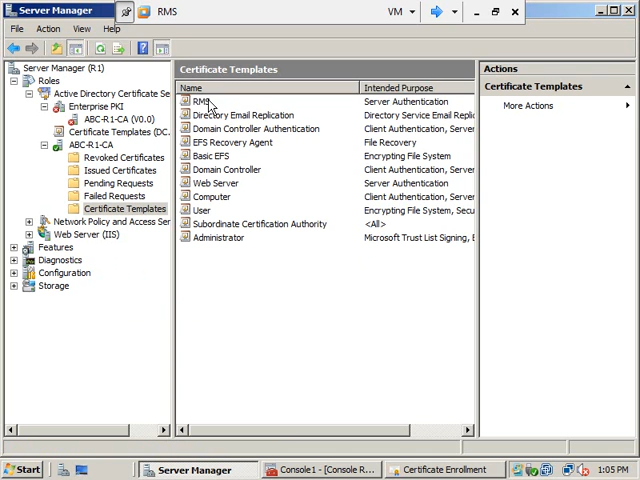 Server Manager
RMS
VM
File Action View Help
Server Manager (R1)
Roles
Active Directory Certificate Se
Enterprise PKI
ABC-R1-CA (V0.0)
Certificate Templates (DC.
ABC-R1-CA
Revoked Certificates
Issued Certificates
Pending Requests
Failed Requests
Certificate Templates
Network Policy and Access Ser
Web Server (IIS)
Features
Diagnostics
Configuration
Storage
Certificate Templates
Name Intended Purpose
RMS Server Authentication
Directory Email Replication Directory Service Email Replic
Domain Controller Authentication Client Authentication, Server
EFS Recovery Agent File Recovery
Basic EFS Encrypting File System
Domain Controller Client Authentication, Server
Web Server Server Authentication
Computer Client Authentication, Server
User Encrypting File System, Secu
Subordinate Certification Authority <All>
Administrator Microsoft Trust List Signing, E
Actions
Certificate Templates
More Actions
Start
Server Manager
Console1 - [Console R...
Certificate Enrollment
1:05 PM